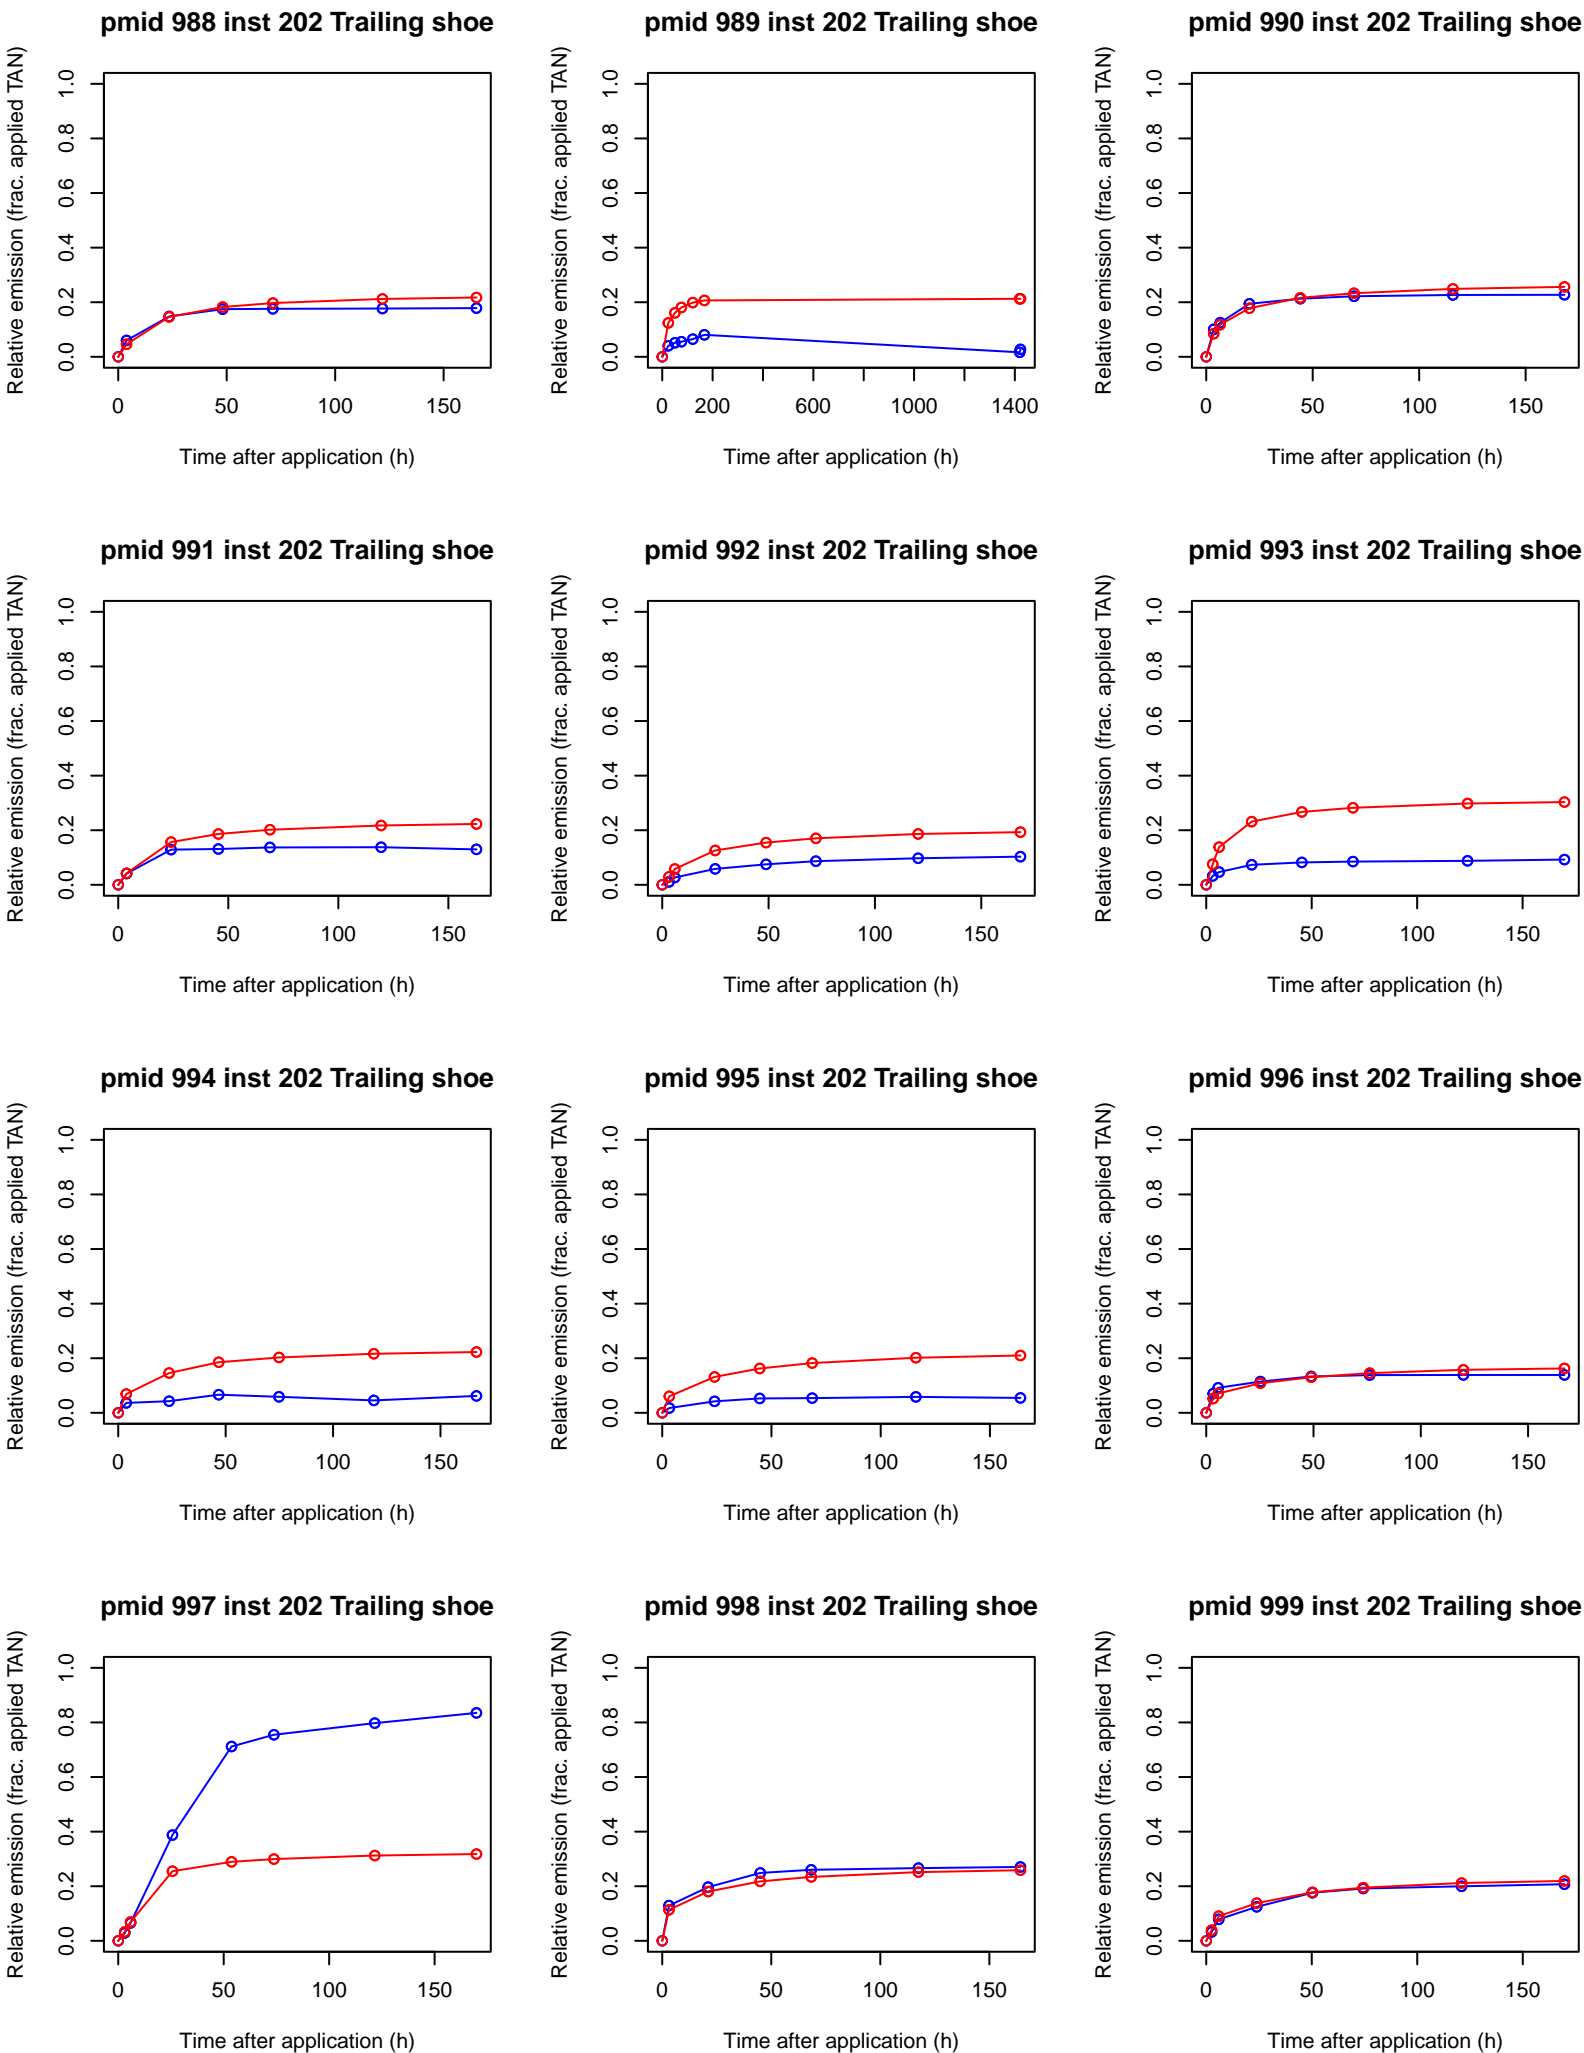 pmid 988 inst 202 Trailing shoe
Relative emission (frac. applied TAN)
0.0 0.2 0.4 0.6 0.8 1.0
0 50 100 150
Time after application (h)
pmid 989 inst 202 Trailing shoe
Relative emission (frac. applied TAN)
0.0 0.2 0.4 0.6 0.8 1.0
0 200 600 1000 1400
Time after application (h)
pmid 990 inst 202 Trailing shoe
Relative emission (frac. applied TAN)
0.0 0.2 0.4 0.6 0.8 1.0
0 50 100 150
Time after application (h)
pmid 991 inst 202 Trailing shoe
Relative emission (frac. applied TAN)
0.0 0.2 0.4 0.6 0.8 1.0
0 50 100 150
Time after application (h)
pmid 992 inst 202 Trailing shoe
Relative emission (frac. applied TAN)
0.0 0.2 0.4 0.6 0.8 1.0
0 50 100 150
Time after application (h)
pmid 993 inst 202 Trailing shoe
Relative emission (frac. applied TAN)
0.0 0.2 0.4 0.6 0.8 1.0
0 50 100 150
Time after application (h)
pmid 994 inst 202 Trailing shoe
Relative emission (frac. applied TAN)
0.0 0.2 0.4 0.6 0.8 1.0
0 50 100 150
Time after application (h)
pmid 995 inst 202 Trailing shoe
Relative emission (frac. applied TAN)
0.0 0.2 0.4 0.6 0.8 1.0
0 50 100 150
Time after application (h)
pmid 996 inst 202 Trailing shoe
Relative emission (frac. applied TAN)
0.0 0.2 0.4 0.6 0.8 1.0
0 50 100 150
Time after application (h)
pmid 997 inst 202 Trailing shoe
Relative emission (frac. applied TAN)
0.0 0.2 0.4 0.6 0.8 1.0
0 50 100 150
Time after application (h)
pmid 998 inst 202 Trailing shoe
Relative emission (frac. applied TAN)
0.0 0.2 0.4 0.6 0.8 1.0
0 50 100 150
Time after application (h)
pmid 999 inst 202 Trailing shoe
Relative emission (frac. applied TAN)
0.0 0.2 0.4 0.6 0.8 1.0
0 50 100 150
Time after application (h)